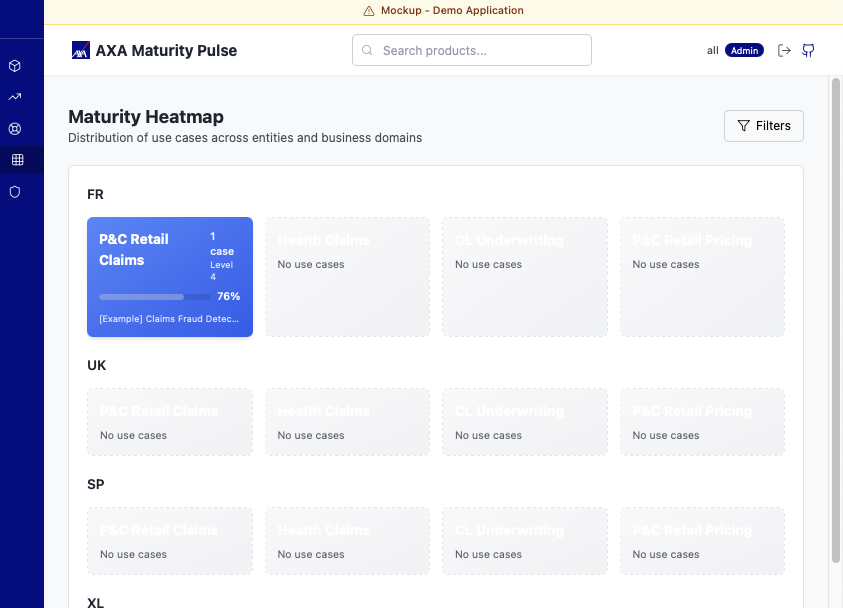 Mockup - Demo Application
AXA
AXA Maturity Pulse
Search products...
all
Admin
Maturity Heatmap
Distribution of use cases across entities and business domains
Filters
FR
P&C Retail Claims
1 case
Level 4
76%
[Example] Claims Fraud Detec...
Health Claims
No use cases
CL Underwriting
No use cases
P&C Retail Pricing
No use cases
UK
P&C Retail Claims
No use cases
Health Claims
No use cases
CL Underwriting
No use cases
P&C Retail Pricing
No use cases
SP
P&C Retail Claims
No use cases
Health Claims
No use cases
CL Underwriting
No use cases
P&C Retail Pricing
No use cases
XL